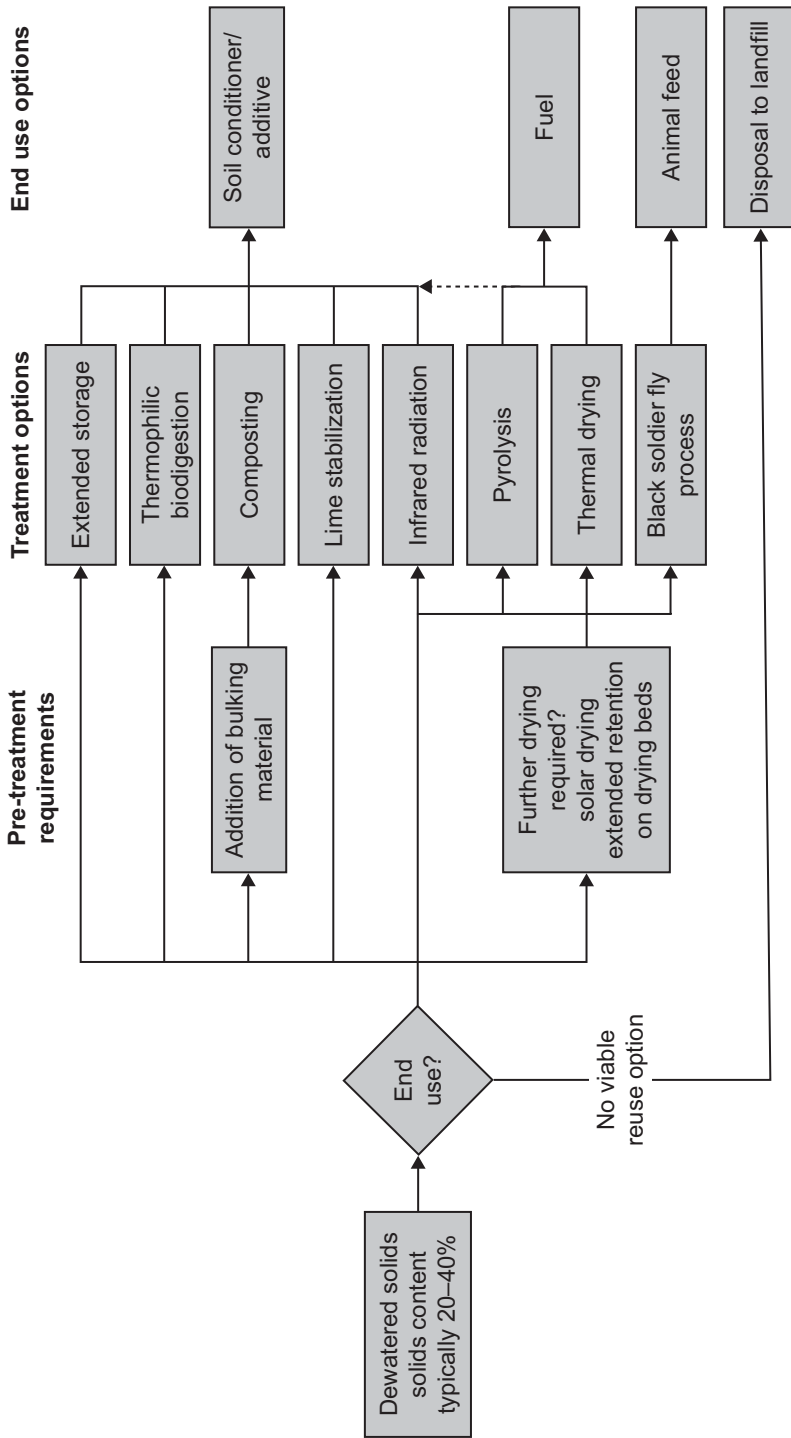 Pre-treatment
requirements
Treatment options
End use options
Dewatered solids
solids content
typically 20–40%
End
use?
No viable
reuse option
Addition of bulking
material
Further drying
required?
solar drying
extended retention
on drying beds
Extended storage
Thermophilic
biodigestion
Composting
Lime stabilization
Infrared radiation
Pyrolysis
Thermal drying
Black soldier fly
process
Soil conditioner/
additive
Fuel
Animal feed
Disposal to landfill